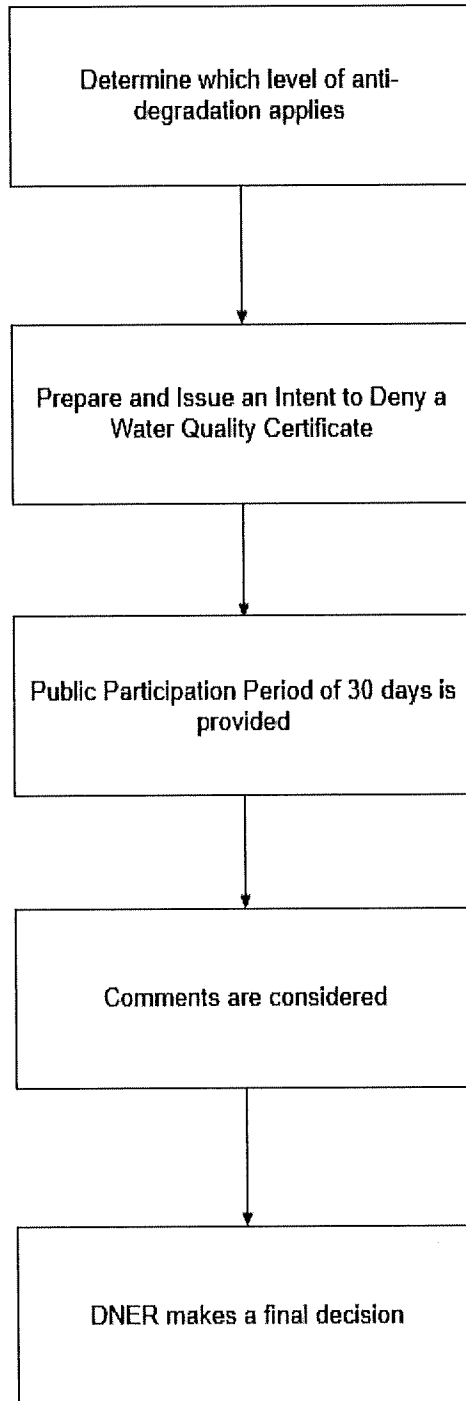 Determine which level of anti-
degradation applies
Prepare and Issue an Intent to Deny a
Water Quality Certificate
Public Participation Period of 30 days is
provided
Comments are considered
DNER makes a final decision